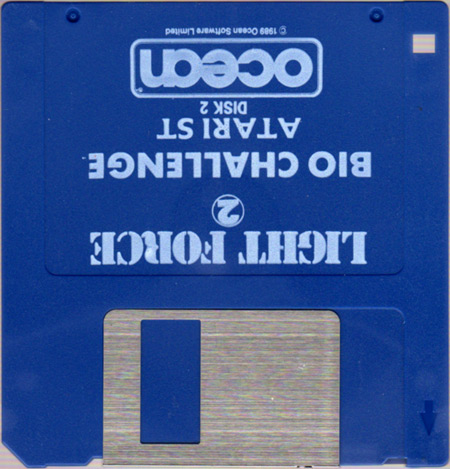 LIGHT FORCE
2
BIO CHALLENGE
ATARI ST
DISK 2
ocean®
© 1989 Ocean Software Limited